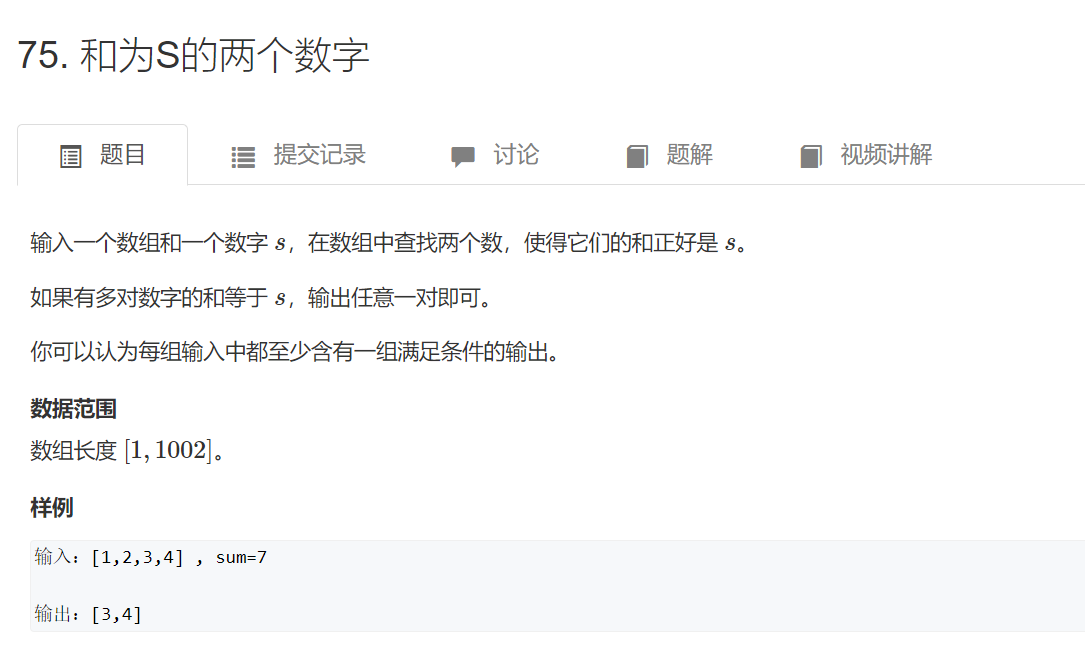 75. 和为S的两个数字
题目 提交记录 讨论 题解 视频讲解
输入一个数组和一个数字 s，在数组中查找两个数，使得它们的和正好是 s。
如果有多对数字的和等于 s，输出任意一对即可。
你可以认为每组输入中都至少含有一组满足条件的输出。
数据范围
数组长度 [1, 1002]。
样例
输入：[1,2,3,4] , sum=7
输出：[3,4]